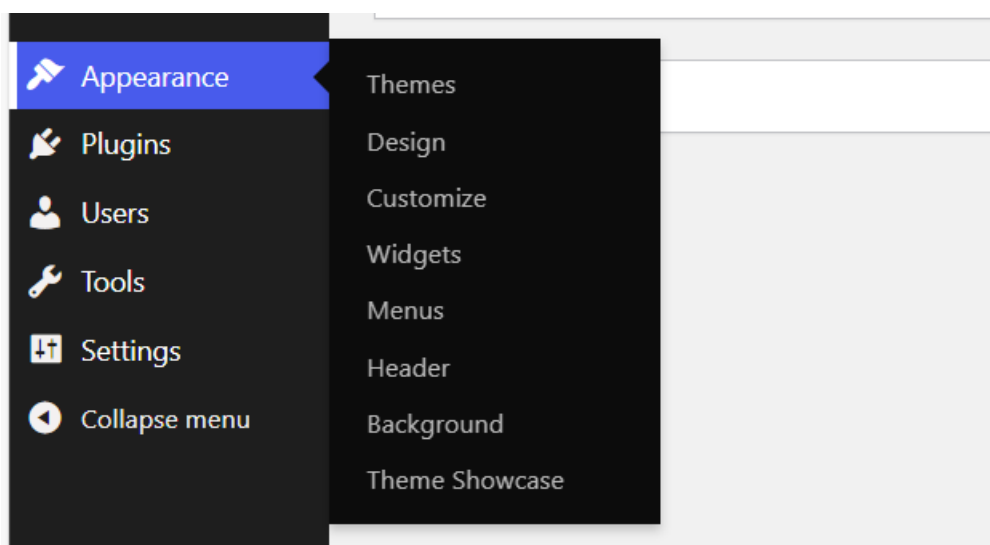 Appearance
Plugins
Users
Tools
Settings
Collapse menu
Themes
Design
Customize
Widgets
Menus
Header
Background
Theme Showcase